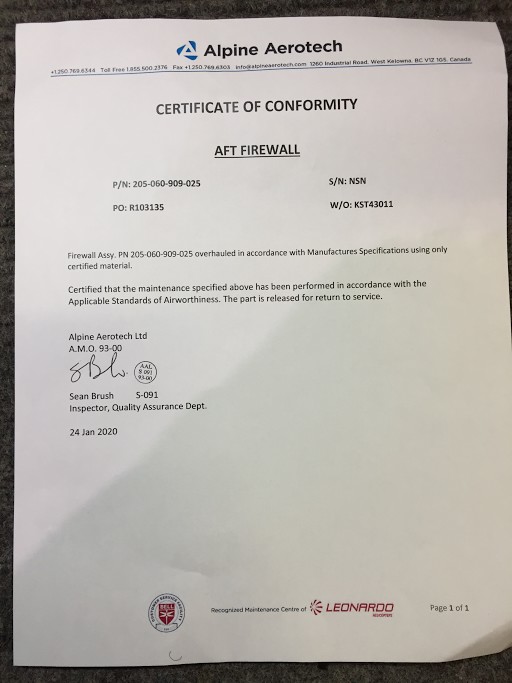 Alpine Aerotech
+1.250.769.6344 Toll Free 1.855.500.2376 Fax +1.250.769.6303 info@alpineaerotech.com 1260 Industrial Road, West Kelowna, BC V1Z 1G5, Canada
CERTIFICATE OF CONFORMITY
AFT FIREWALL
P/N: 205-060-909-025 S/N: NSN
PO: R103135 W/O: KST43011
Firewall Assy. PN 205-060-909-025 overhauled in accordance with Manufactures Specifications using only
certified material.
Certified that the maintenance specified above has been performed in accordance with the
Applicable Standards of Airworthiness. The part is released for return to service.
Alpine Aerotech Ltd
A.M.O. 93-00
AAL
S 091
93-00
Sean Brush S-091
Inspector, Quality Assurance Dept.
24 Jan 2020
BELL
Recognized Maintenance Centre of LEONARDO
HELICOPTERS
Page 1 of 1